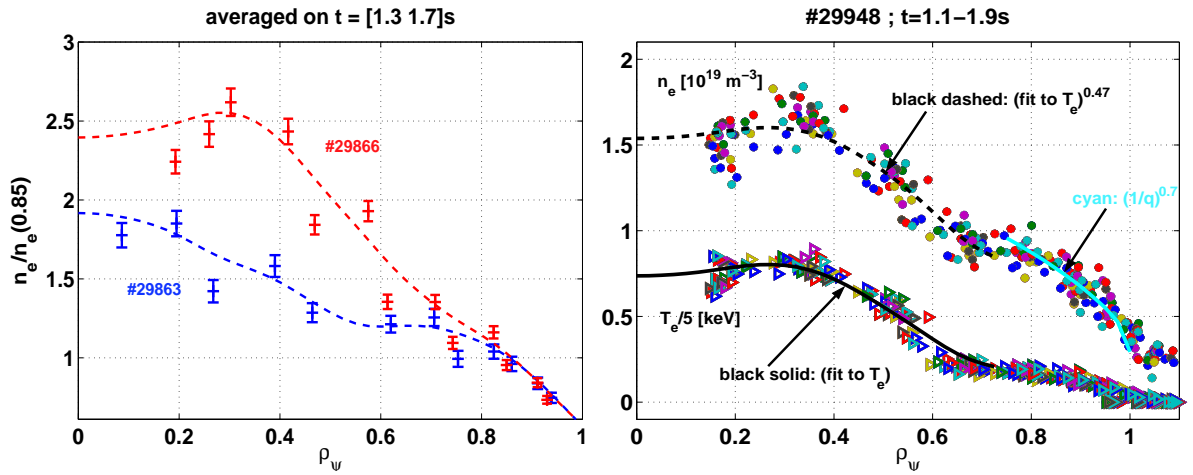 averaged on t = [1.3 1.7]s
3
2.5
2
1.5
1
n_e/n_e(0.85)
#29866
#29863
0 0.2 0.4 0.6 0.8 1
ρ_ψ
#29948 ; t=1.1−1.9s
2
1.5
1
0.5
0
n_e [10^19 m^−3]
black dashed: (fit to T_e)^0.47
cyan: (1/q)^0.7
T_e/5 [keV]
black solid: (fit to T_e)
0 0.2 0.4 0.6 0.8 1
ρ_ψ